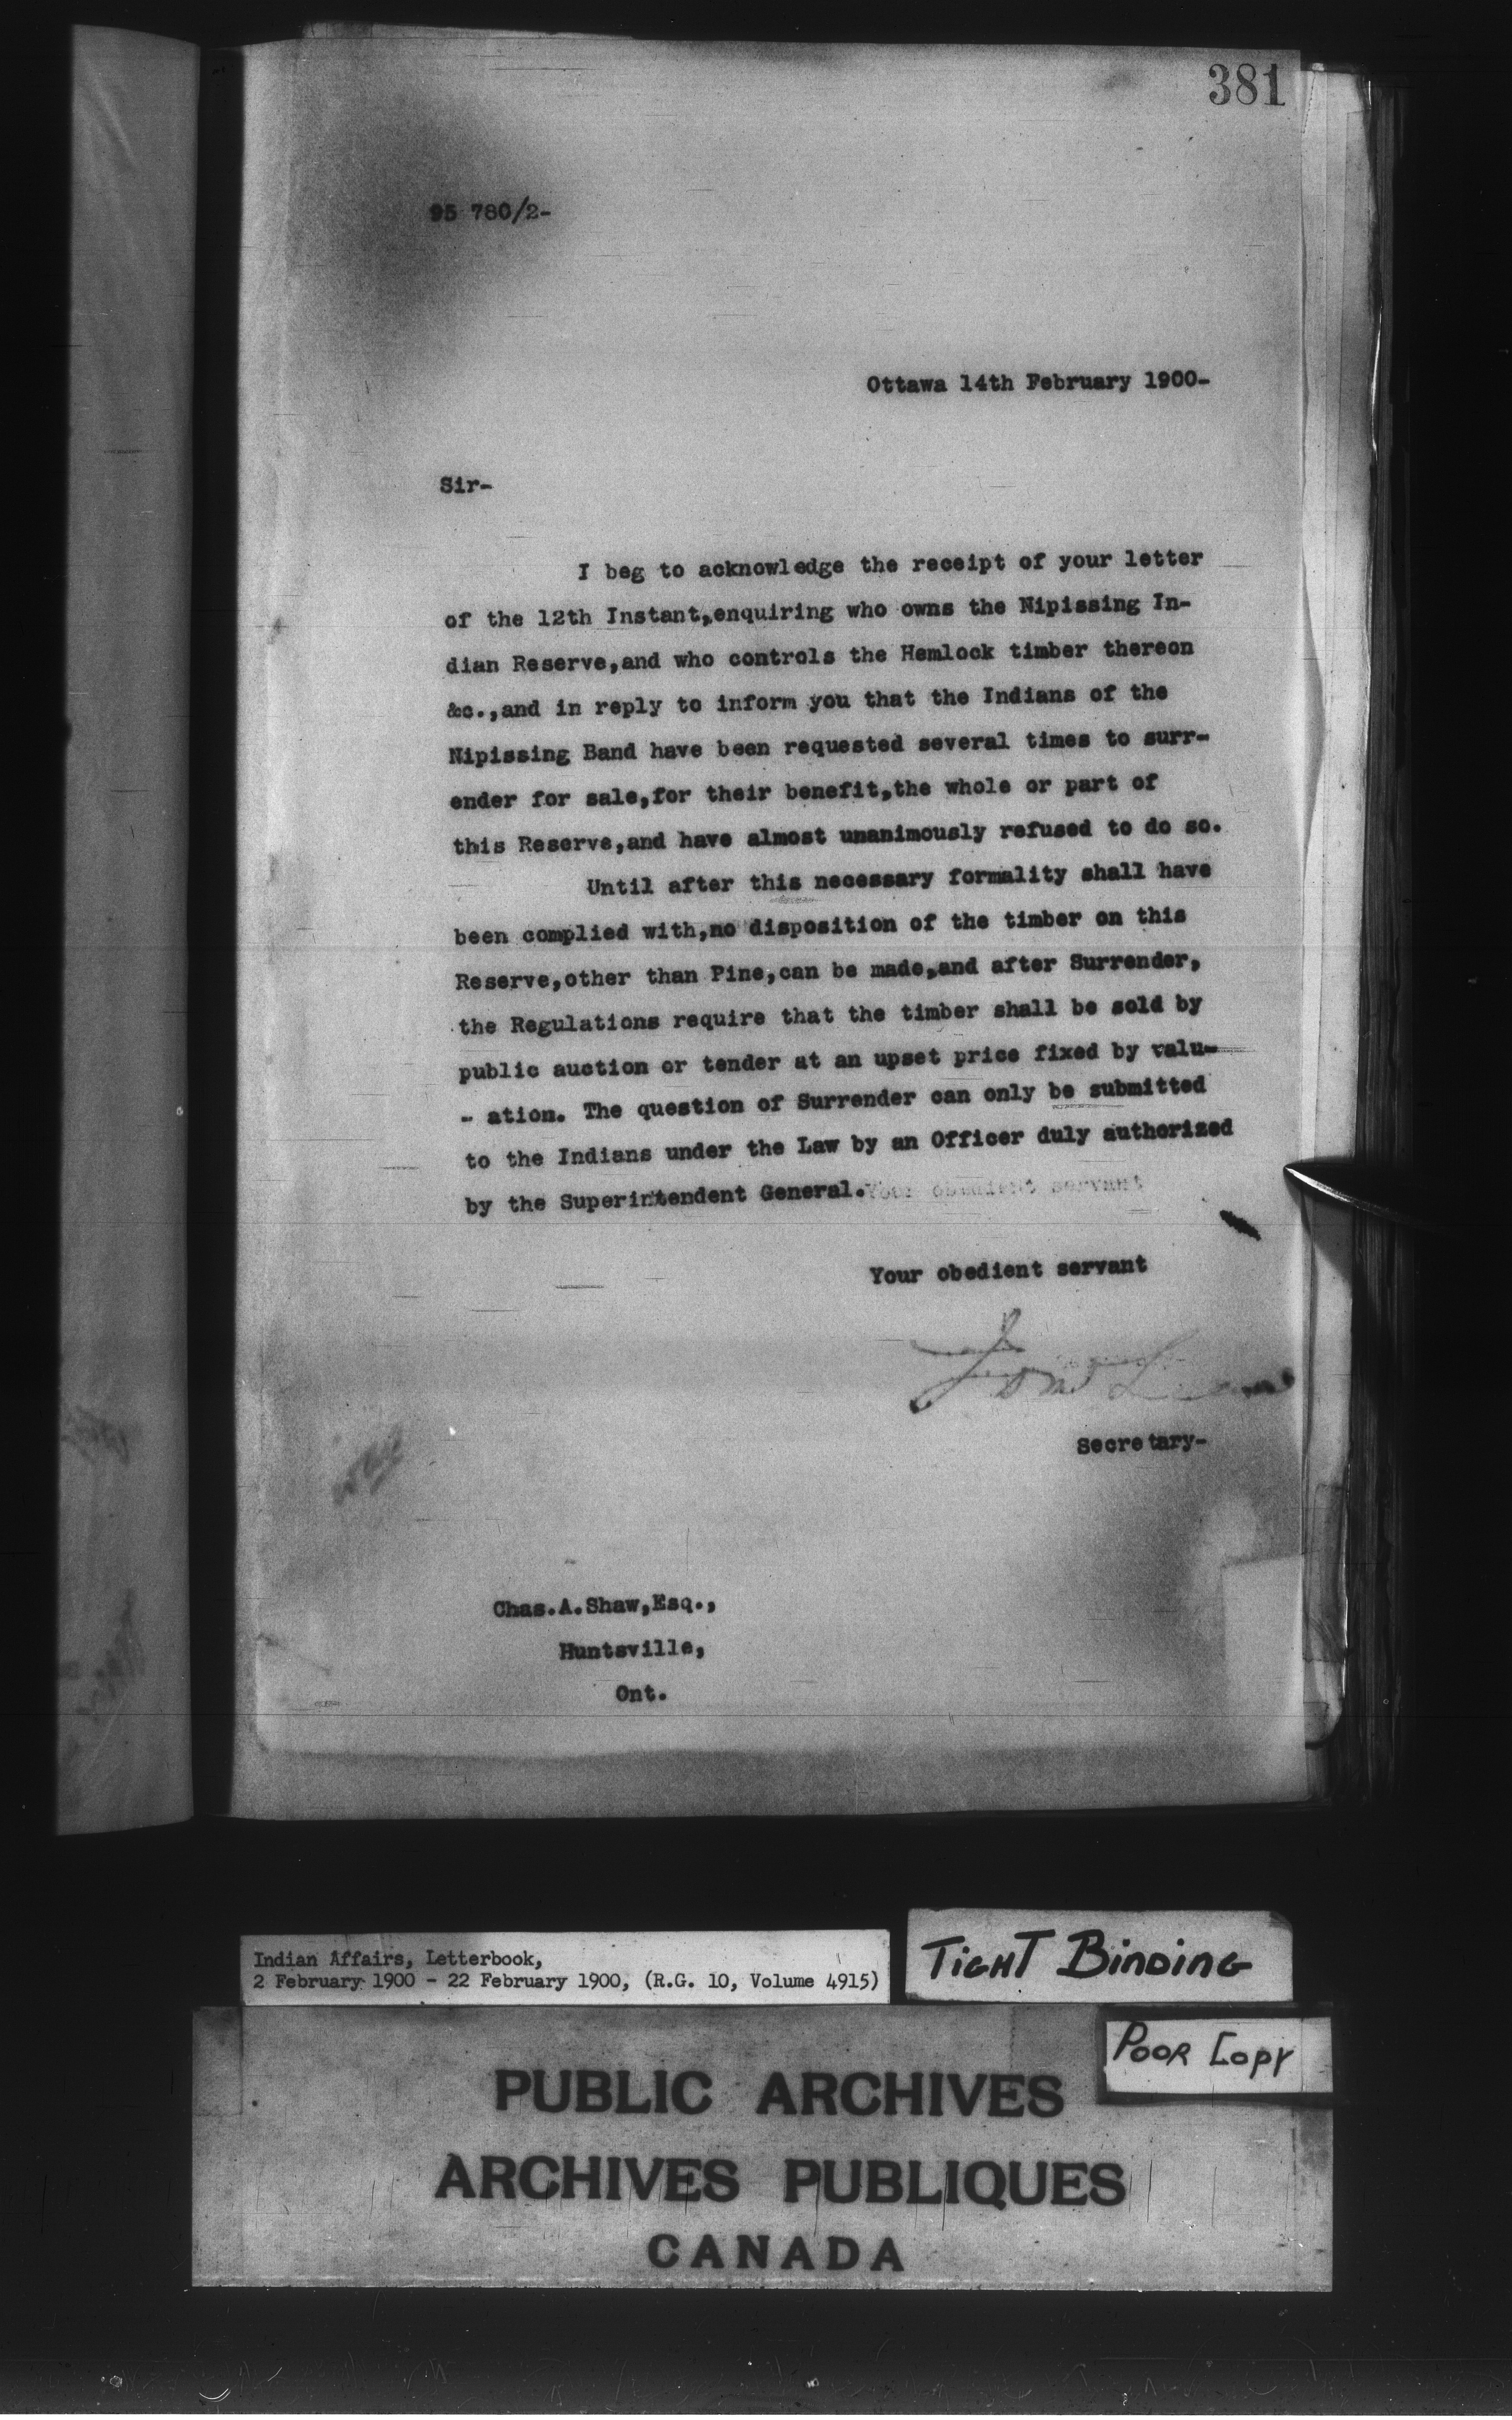 381
95 780/2-
Ottawa 14th February 1900-
Sir-
I beg to acknowledge the receipt of your letter
of the 12th Instant,enquiring who owns the Nipissing In-
dian Reserve,and who controls the Hemlock timber thereon
&c.,and in reply to inform you that the Indians of the
Nipissing Band have been requested several times to surr-
ender for sale,for their benefit,the whole or part of
this Reserve,and have almost unanimously refused to do so.
Until after this necessary formality shall have
been complied with,no disposition of the timber on this
Reserve,other than Pine,can be made,and after Surrender,
the Regulations require that the timber shall be sold by
public auction or tender at an upset price fixed by valu-
- ation. The question of Surrender can only be submitted
to the Indians under the Law by an Officer duly authorized
by the Superintendent General. Your obedient servant
Your obedient servant
Secretary-
Chas.A.Shaw,Esq.,
Huntsville,
Ont.
Indian Affairs, Letterbook,
2 February 1900 - 22 February 1900, (R.G. 10, Volume 4915)
TIGHT BINDING
POOR COPY
PUBLIC ARCHIVES
ARCHIVES PUBLIQUES
CANADA